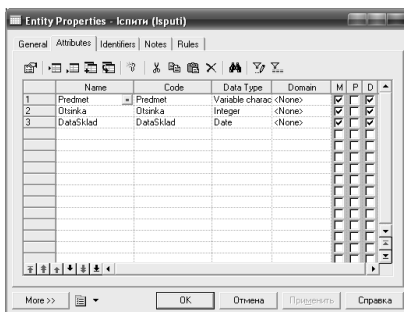 Entity Properties - Іспити (Isputi)
General Attributes Identifiers Notes Rules
Name Code Data Type Domain M P D
1 Predmet Predmet Variable charac <None>
2 Otsinka Otsinka Integer <None>
3 DataSklad DataSklad Date <None>
More >> OK Отмена Применить Справка